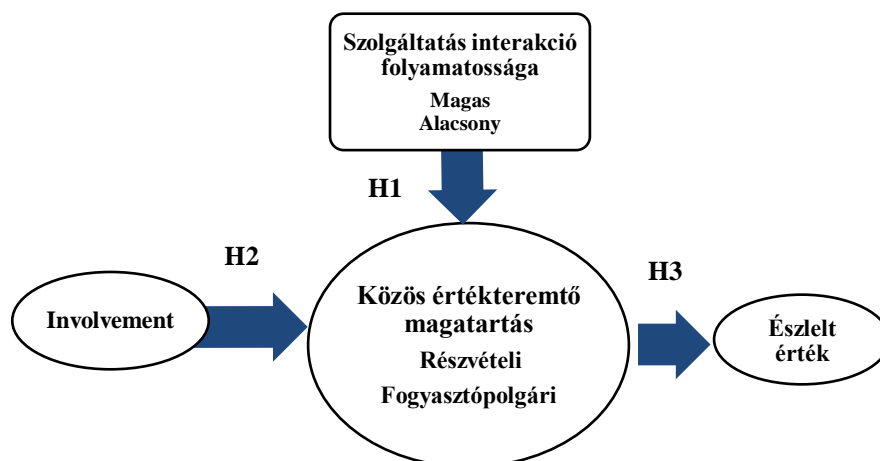 Szolgáltatás interakció
folyamatossága
Magas
Alacsony
H1
H2
H3
Involvement
Közös értékteremtő
magatartás
Részvételi
Fogyasztópolgári
Észlelt
érték